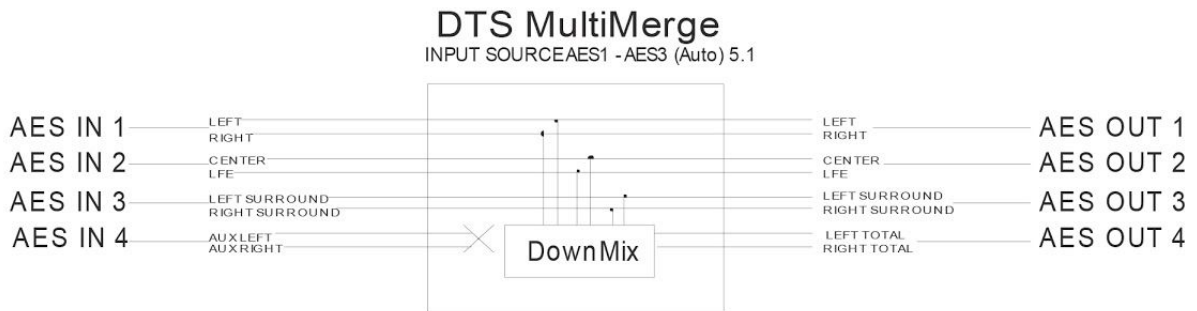 DTS MultiMerge
INPUT SOURCEAES1 - AES3 (Auto) 5.1
AES IN 1
LEFT
RIGHT
LEFT
RIGHT
AES OUT 1
AES IN 2
CENTER
LFE
CENTER
LFE
AES OUT 2
AES IN 3
LEFT SURROUND
RIGHT SURROUND
LEFT SURROUND
RIGHT SURROUND
AES OUT 3
AES IN 4
AUX LEFT
AUX RIGHT
DownMix
LEFT TOTAL
RIGHT TOTAL
AES OUT 4